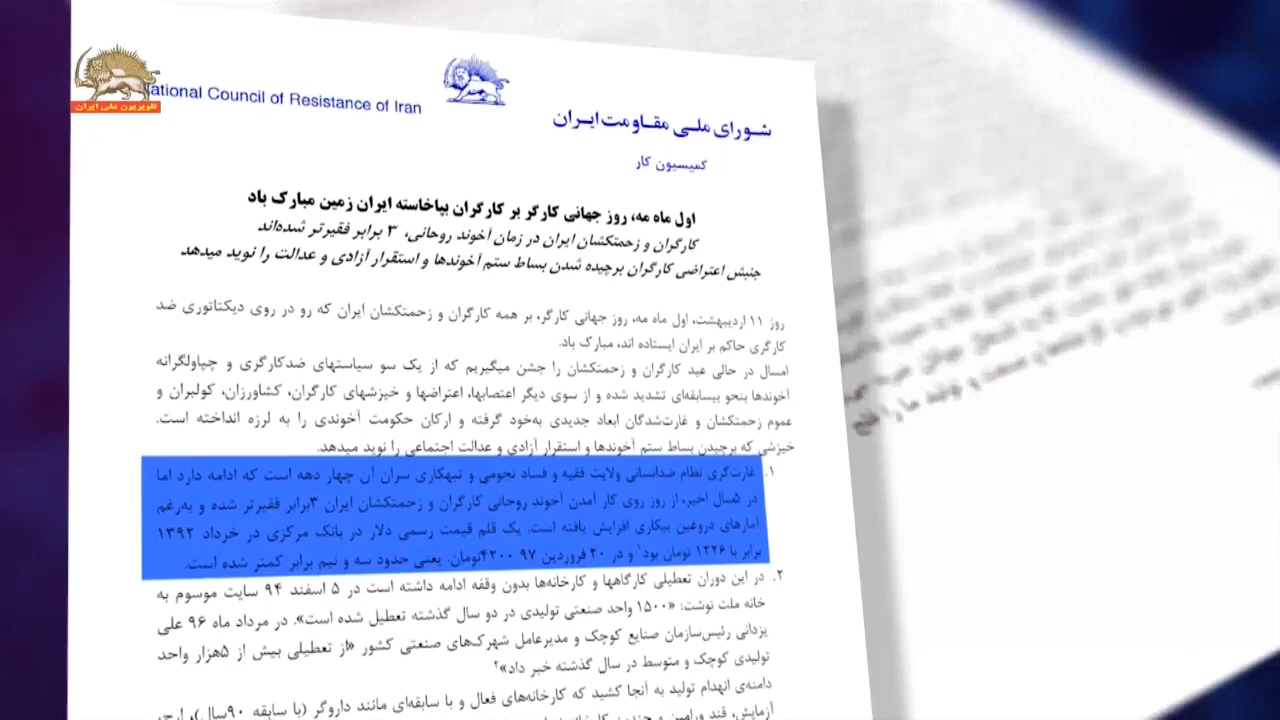 National Council of Resistance of Iran
تلویزیون ملی ایران
شورای ملی مقاومت ایران
کمیسیون کار
اول ماه مه، روز جهانی کارگر بر کارگران بپاخاسته ایران زمین مبارک باد
کارگران و زحمتکشان ایران در زمان آخوند روحانی، ۳ برابر فقیرتر شده‌اند
جنبش اعتراضی کارگران برچیده شدن بساط ستم آخوندها و استقرار آزادی و عدالت را نوید میدهد
روز ۱۱ اردیبهشت، اول ماه مه، روز جهانی کارگر، بر همه کارگران و زحمتکشان ایران که رو در روی دیکتاتوری ضد
کارگری حاکم بر ایران ایستاده اند، مبارک باد.
امسال در حالی عید کارگران و زحمتکشان را جشن میگیریم که از یک سو سیاستهای ضدکارگری و چپاولگرانه
آخوندها بنحو بیسابقه‌ای تشدید شده و از سوی دیگر اعتصابها، اعتراضها و خیزشهای کارگران، کشاورزان، کولبران و
عموم زحمتکشان و غارت‌شدگان ابعاد جدیدی به‌خود گرفته و ارکان حکومت آخوندی را به لرزه انداخته است.
خیزشی که برچیدن بساط ستم آخوندها و استقرار آزادی و عدالت اجتماعی را نوید میدهد.
۱. غارت‌گری نظام ضدانسانی ولایت فقیه و فساد نجومی و تبهکاری سران آن چهار دهه است که ادامه دارد اما
در ۵سال اخیر، از روز روی کار آمدن آخوند روحانی کارگران و زحمتکشان ایران ۳برابر فقیرتر شده و به‌رغم
آمارهای دروغین بیکاری افزایش یافته است. یک قلم قیمت رسمی دلار در بانک مرکزی در خرداد ۱۳۹۲
برابر با ۱۲۲۶ تومان بود۱ و در ۲۰ فروردین ۹۷ ۴۲۰۰تومان. یعنی حدود سه و نیم برابر کمتر شده است.
۲. در این دوران تعطیلی کارگاهها و کارخانه‌ها بدون وقفه ادامه داشته است در ۵ اسفند ۹۴ سایت موسوم به
خانه ملت نوشت: «۱۵۰۰ واحد صنعتی تولیدی در دو سال گذشته تعطیل شده است». در مرداد ماه ۹۶ علی
یزدانی رئیس‌سازمان صنایع کوچک و مدیرعامل شهرک‌های صنعتی کشور «از تعطیلی بیش از ۵هزار واحد
تولیدی کوچک و متوسط در سال گذشته خبر داد»۲
دامنه‌ی انهدام تولید به آنجا کشید که کارخانه‌های فعال و با سابقه‌ای مانند داروگر (با سابقه ۹۰سال)، ارج،
آزمایش، قند ورامین و